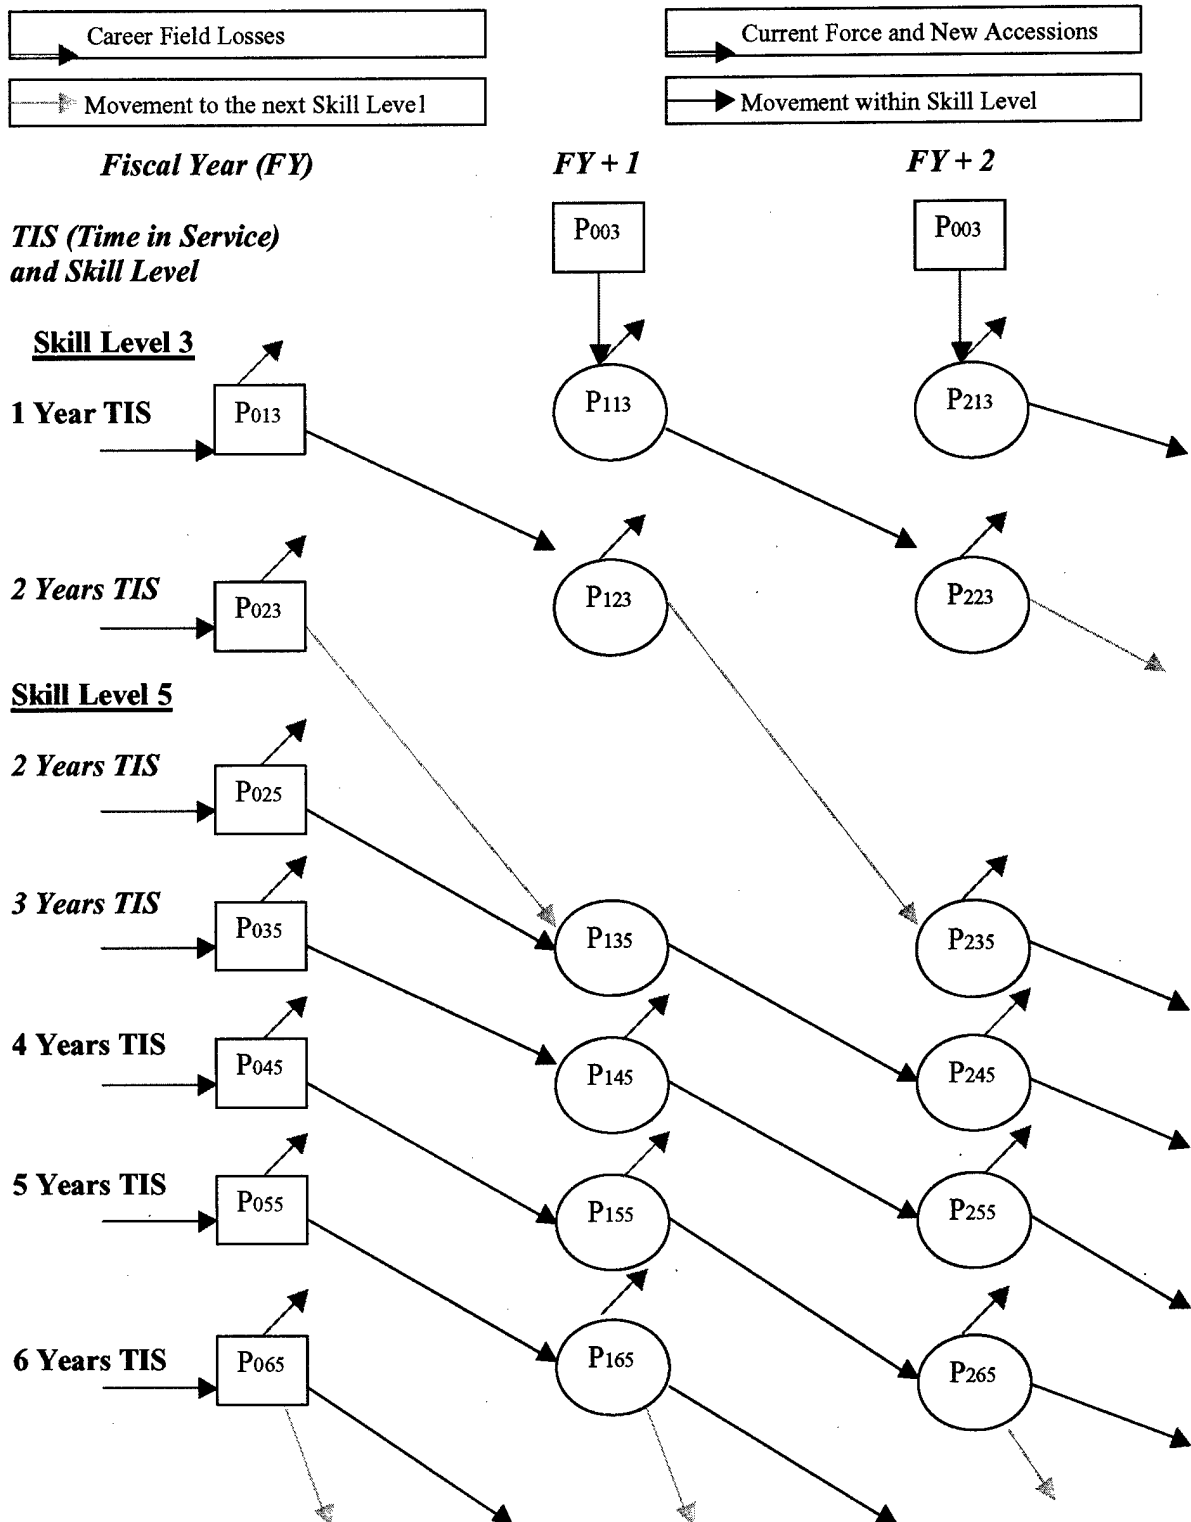 Career Field Losses
Current Force and New Accessions
Movement to the next Skill Level
Movement within Skill Level
Fiscal Year (FY)
FY + 1
FY + 2
TIS (Time in Service)
and Skill Level
P003
P003
Skill Level 3
1 Year TIS
P013
P113
P213
2 Years TIS
P023
P123
P223
Skill Level 5
2 Years TIS
P025
3 Years TIS
P035
P135
P235
4 Years TIS
P045
P145
P245
5 Years TIS
P055
P155
P255
6 Years TIS
P065
P165
P265